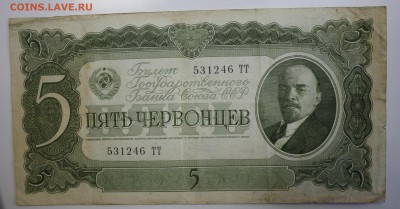 COINS.LAVE.RU
Билет 531246 ТТ
Государственного
Банка Союза ССР
5 ПЯТЬ ЧЕРВОНЦЕВ
531246 ТТ
5